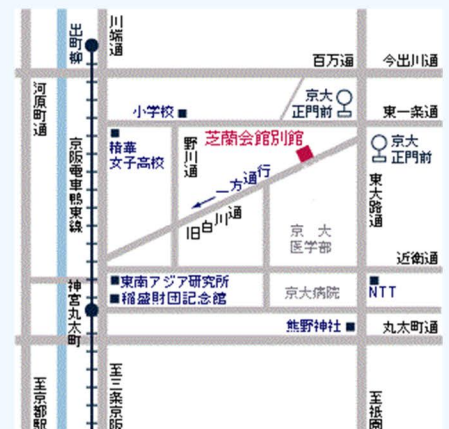 出町柳
川端通
百万遍
今出川通
河原町通
小学校
京大
正門前
東一条通
京阪電車鴨東線
椿華
女子高校
野川通
芝蘭会館別館
京大
正門前
一方通行
旧白川通
東大路通
京大
医学部
近衛通
神宮丸太町
東南アジア研究所
稲盛財団記念館
京大病院
NTT
熊野神社
丸太町通
至京都駅
至三条京阪
至祇園